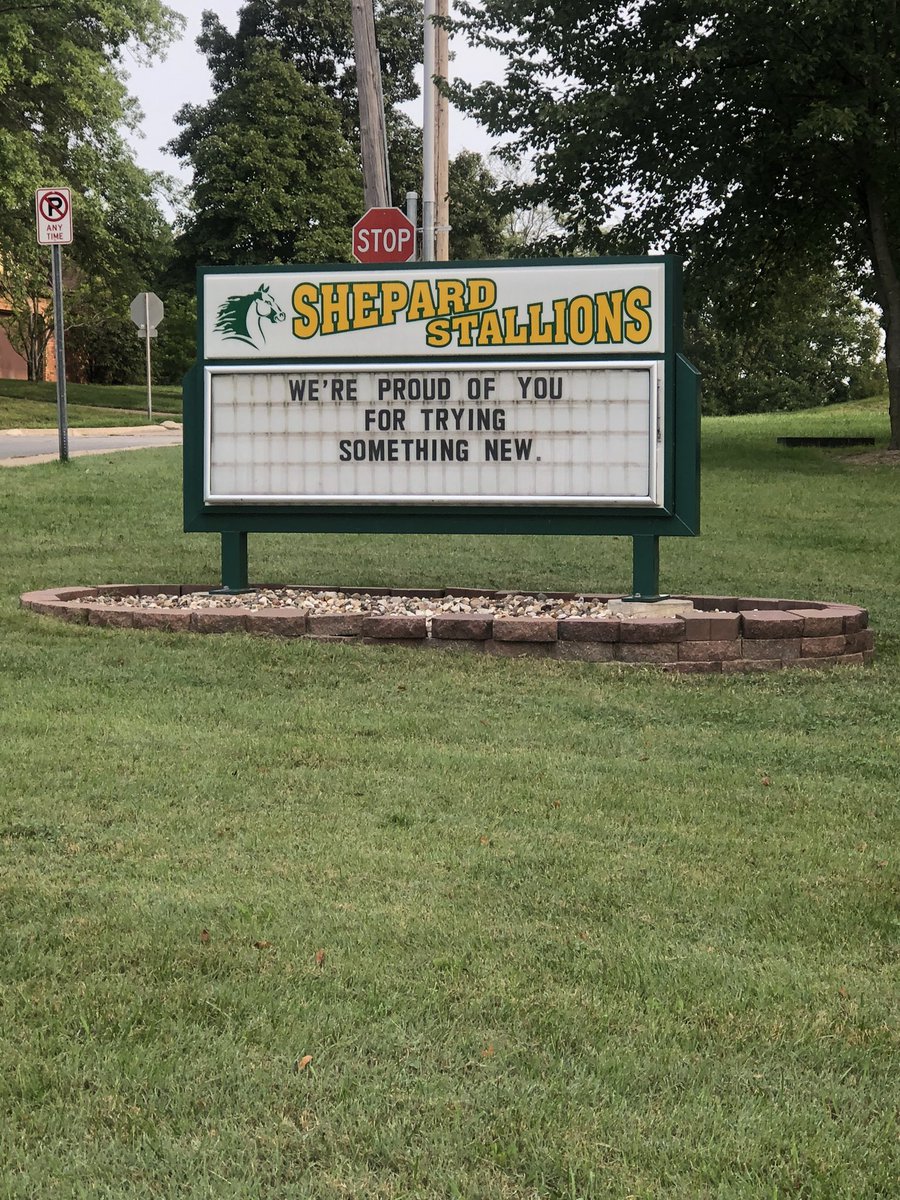 P
ANY
TIME
STOP
SHEPARD
STALLIONS
WE'RE PROUD OF YOU
FOR TRYING
SOMETHING NEW.